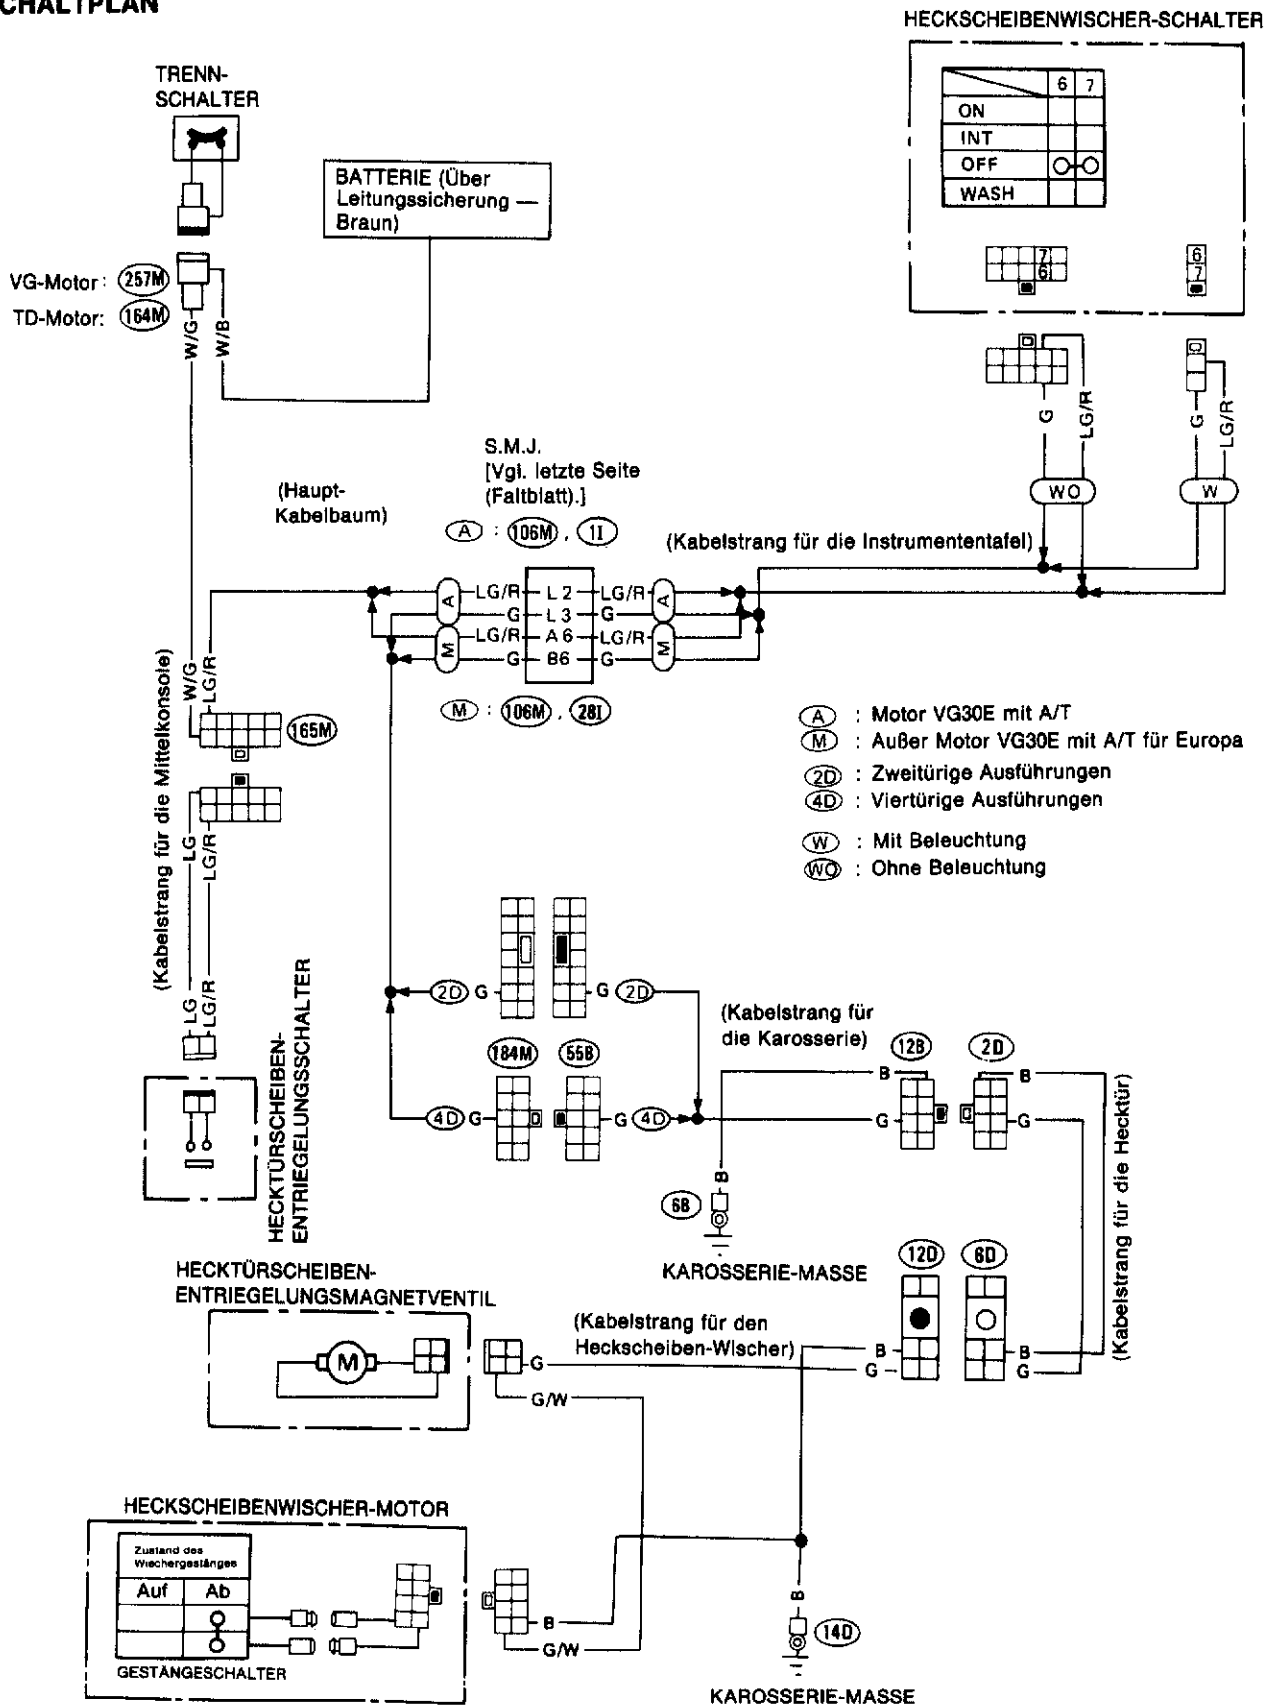 CHALTPLAN
HECKSCHEIBENWISCHER-SCHALTER
TRENN-
SCHALTER
6 7
ON
INT
OFF
WASH
BATTERIE (Über
Leitungssicherung —
Braun)
7
6
6
7
VG-Motor: 257M
TD-Motor: 164M
W/G
W/B
G
LG/R
G
LG/R
WO
W
S.M.J.
[Vgl. letzte Seite
(Faltblatt).]
(Haupt-
Kabelbaum)
A : 106M , 1I
(Kabelstrang für die Instrumententafel)
A LG/R L 2 LG/R A
G L 3 G
M LG/R A 6 LG/R M
G B6 G
M : 106M , 28I
W/G
LG/R
165M
(Kabelstrang für die Mittelkonsole)
LG
LG/R
A : Motor VG30E mit A/T
M : Außer Motor VG30E mit A/T für Europa
2D : Zweitürige Ausführungen
4D : Viertürige Ausführungen
W : Mit Beleuchtung
WO : Ohne Beleuchtung
LG
LG/R
HECKTÜRSCHEIBEN-
ENTRIEGELUNGSSCHALTER
2D G G 2D
(Kabelstrang für
die Karosserie)
184M 55B
12B 2D
B B
4D G G 4D
G G
B
6B
KAROSSERIE-MASSE
(Kabelstrang für die Hecktür)
12D 6D
HECKTÜRSCHEIBEN-
ENTRIEGELUNGSMAGNETVENTIL
(Kabelstrang für den
Heckscheiben-Wischer)
M
G
G/W
B B
G G
HECKSCHEIBENWISCHER-MOTOR
Zustand des
Wischergestänges
Auf Ab
GESTÄNGESCHALTER
B
G/W
B
14D
KAROSSERIE-MASSE